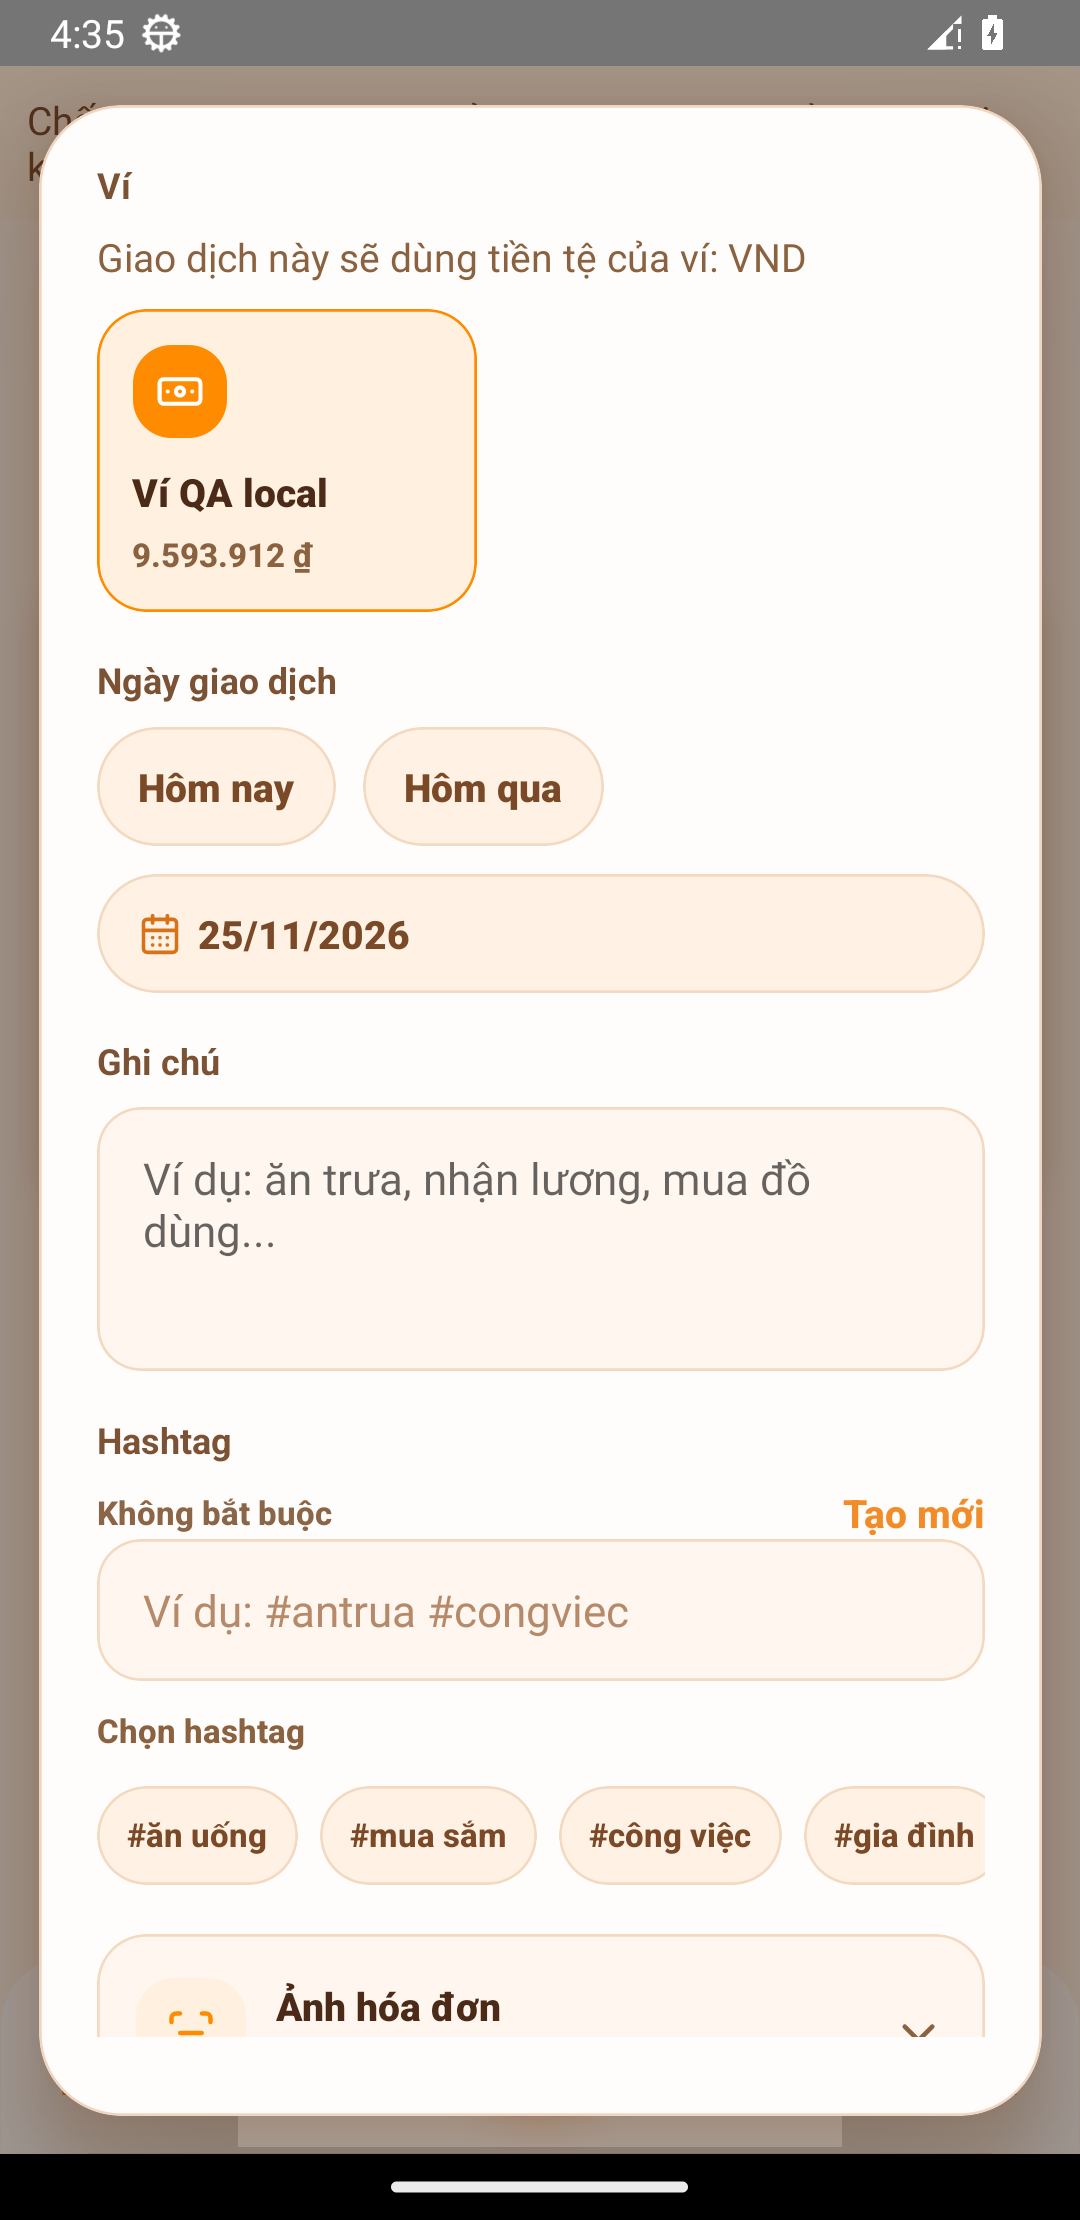 4:35
Ví
Giao dịch này sẽ dùng tiền tệ của ví: VND
Ví QA local
9.593.912 ₫
Ngày giao dịch
Hôm nay
Hôm qua
25/11/2026
Ghi chú
Ví dụ: ăn trưa, nhận lương, mua đồ
dùng...
Hashtag
Không bắt buộc
Tạo mới
Ví dụ: #antrua #congviec
Chọn hashtag
#ăn uống
#mua sắm
#công việc
#gia đình
Ảnh hóa đơn